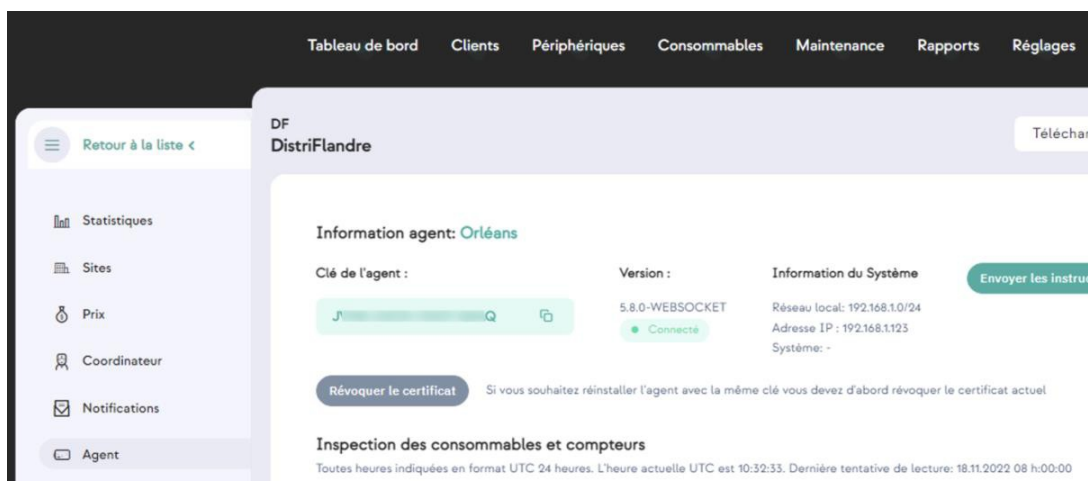 Tableau de bord Clients Périphériques Consommables Maintenance Rapports Réglages
Retour à la liste <
DF
DistriFlandre
Téléchar
Statistiques
Sites
Prix
Coordinateur
Notifications
Agent
Information agent: Orléans
Clé de l'agent :
Version :
5.8.0-WEBSOCKET
Connecté
Information du Système
Réseau local: 192.168.1.0/24
Adresse IP : 192.168.1.123
Système: -
Envoyer les instruc
Révoquer le certificat
Si vous souhaitez réinstaller l'agent avec la même clé vous devez d'abord révoquer le certificat actuel
Inspection des consommables et compteurs
Toutes heures indiquées en format UTC 24 heures. L'heure actuelle UTC est 10:32:33. Dernière tentative de lecture: 18.11.2022 08 h:00:00